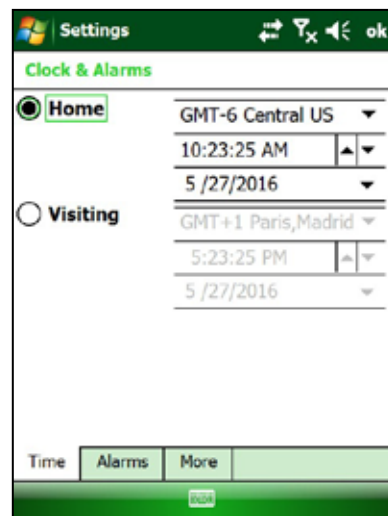 Settings
ok
Clock & Alarms
Home
GMT-6 Central US
10:23:25 AM
5 /27/2016
Visiting
GMT+1 Paris,Madrid
5:23:25 PM
5 /27/2016
Time Alarms More